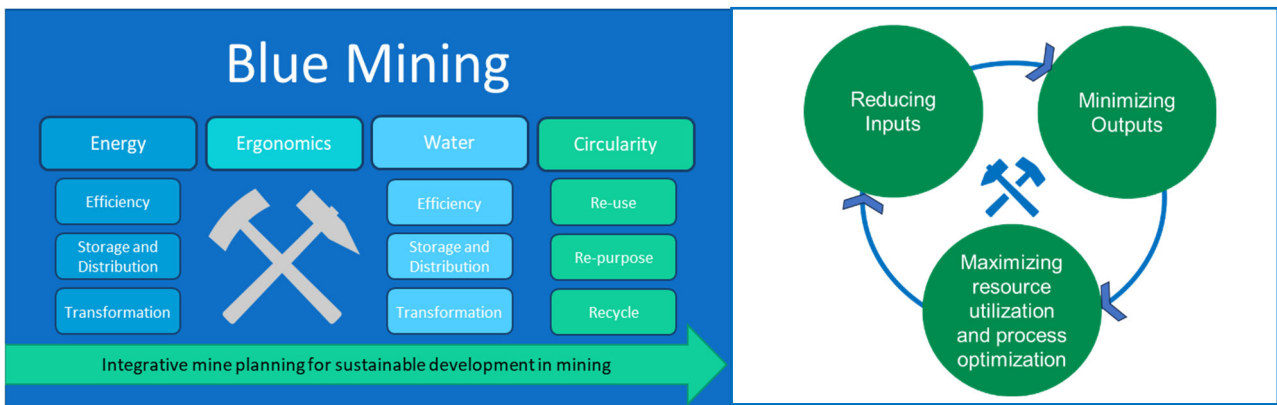 Blue Mining
Energy
Ergonomics
Water
Circularity
Efficiency
Efficiency
Re-use
Storage and
Distribution
Storage and
Distribution
Re-purpose
Transformation
Transformation
Recycle
Integrative mine planning for sustainable development in mining
Reducing
Inputs
Minimizing
Outputs
Maximizing
resource
utilization
and process
optimization